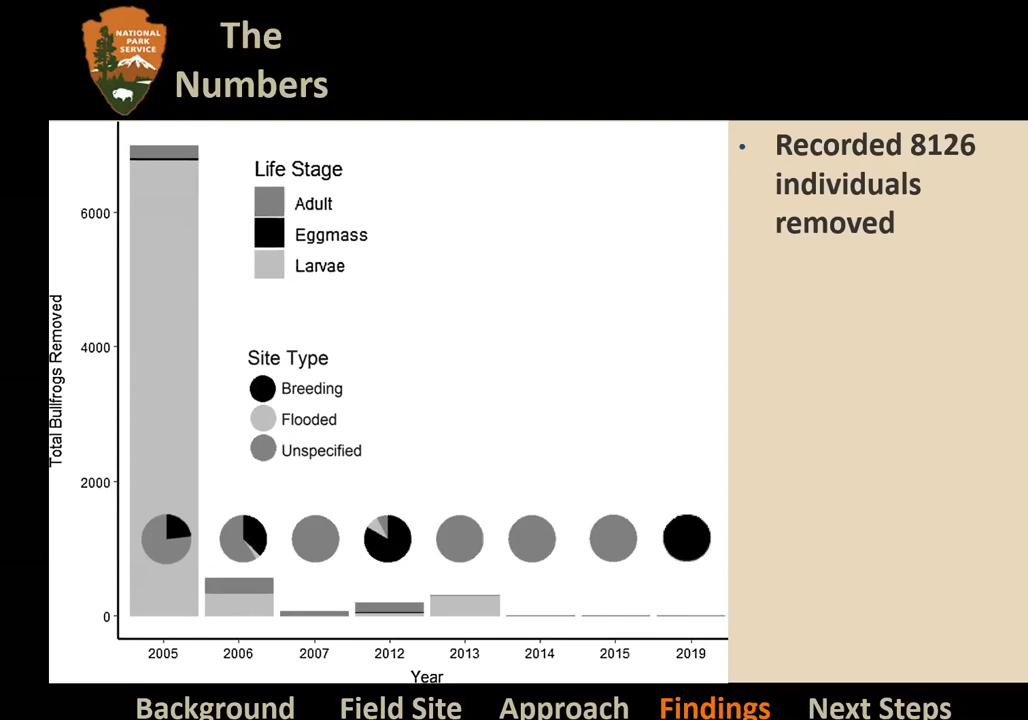 NATIONAL
PARK
SERVICE
The
Numbers
• Recorded 8126
individuals
removed
Life Stage
Adult
Eggmass
Larvae
Site Type
Breeding
Flooded
Unspecified
Total Bullfrogs Removed
6000
4000
2000
0
2005 2006 2007 2012 2013 2014 2015 2019
Year
Background Field Site Approach Findings Next Steps